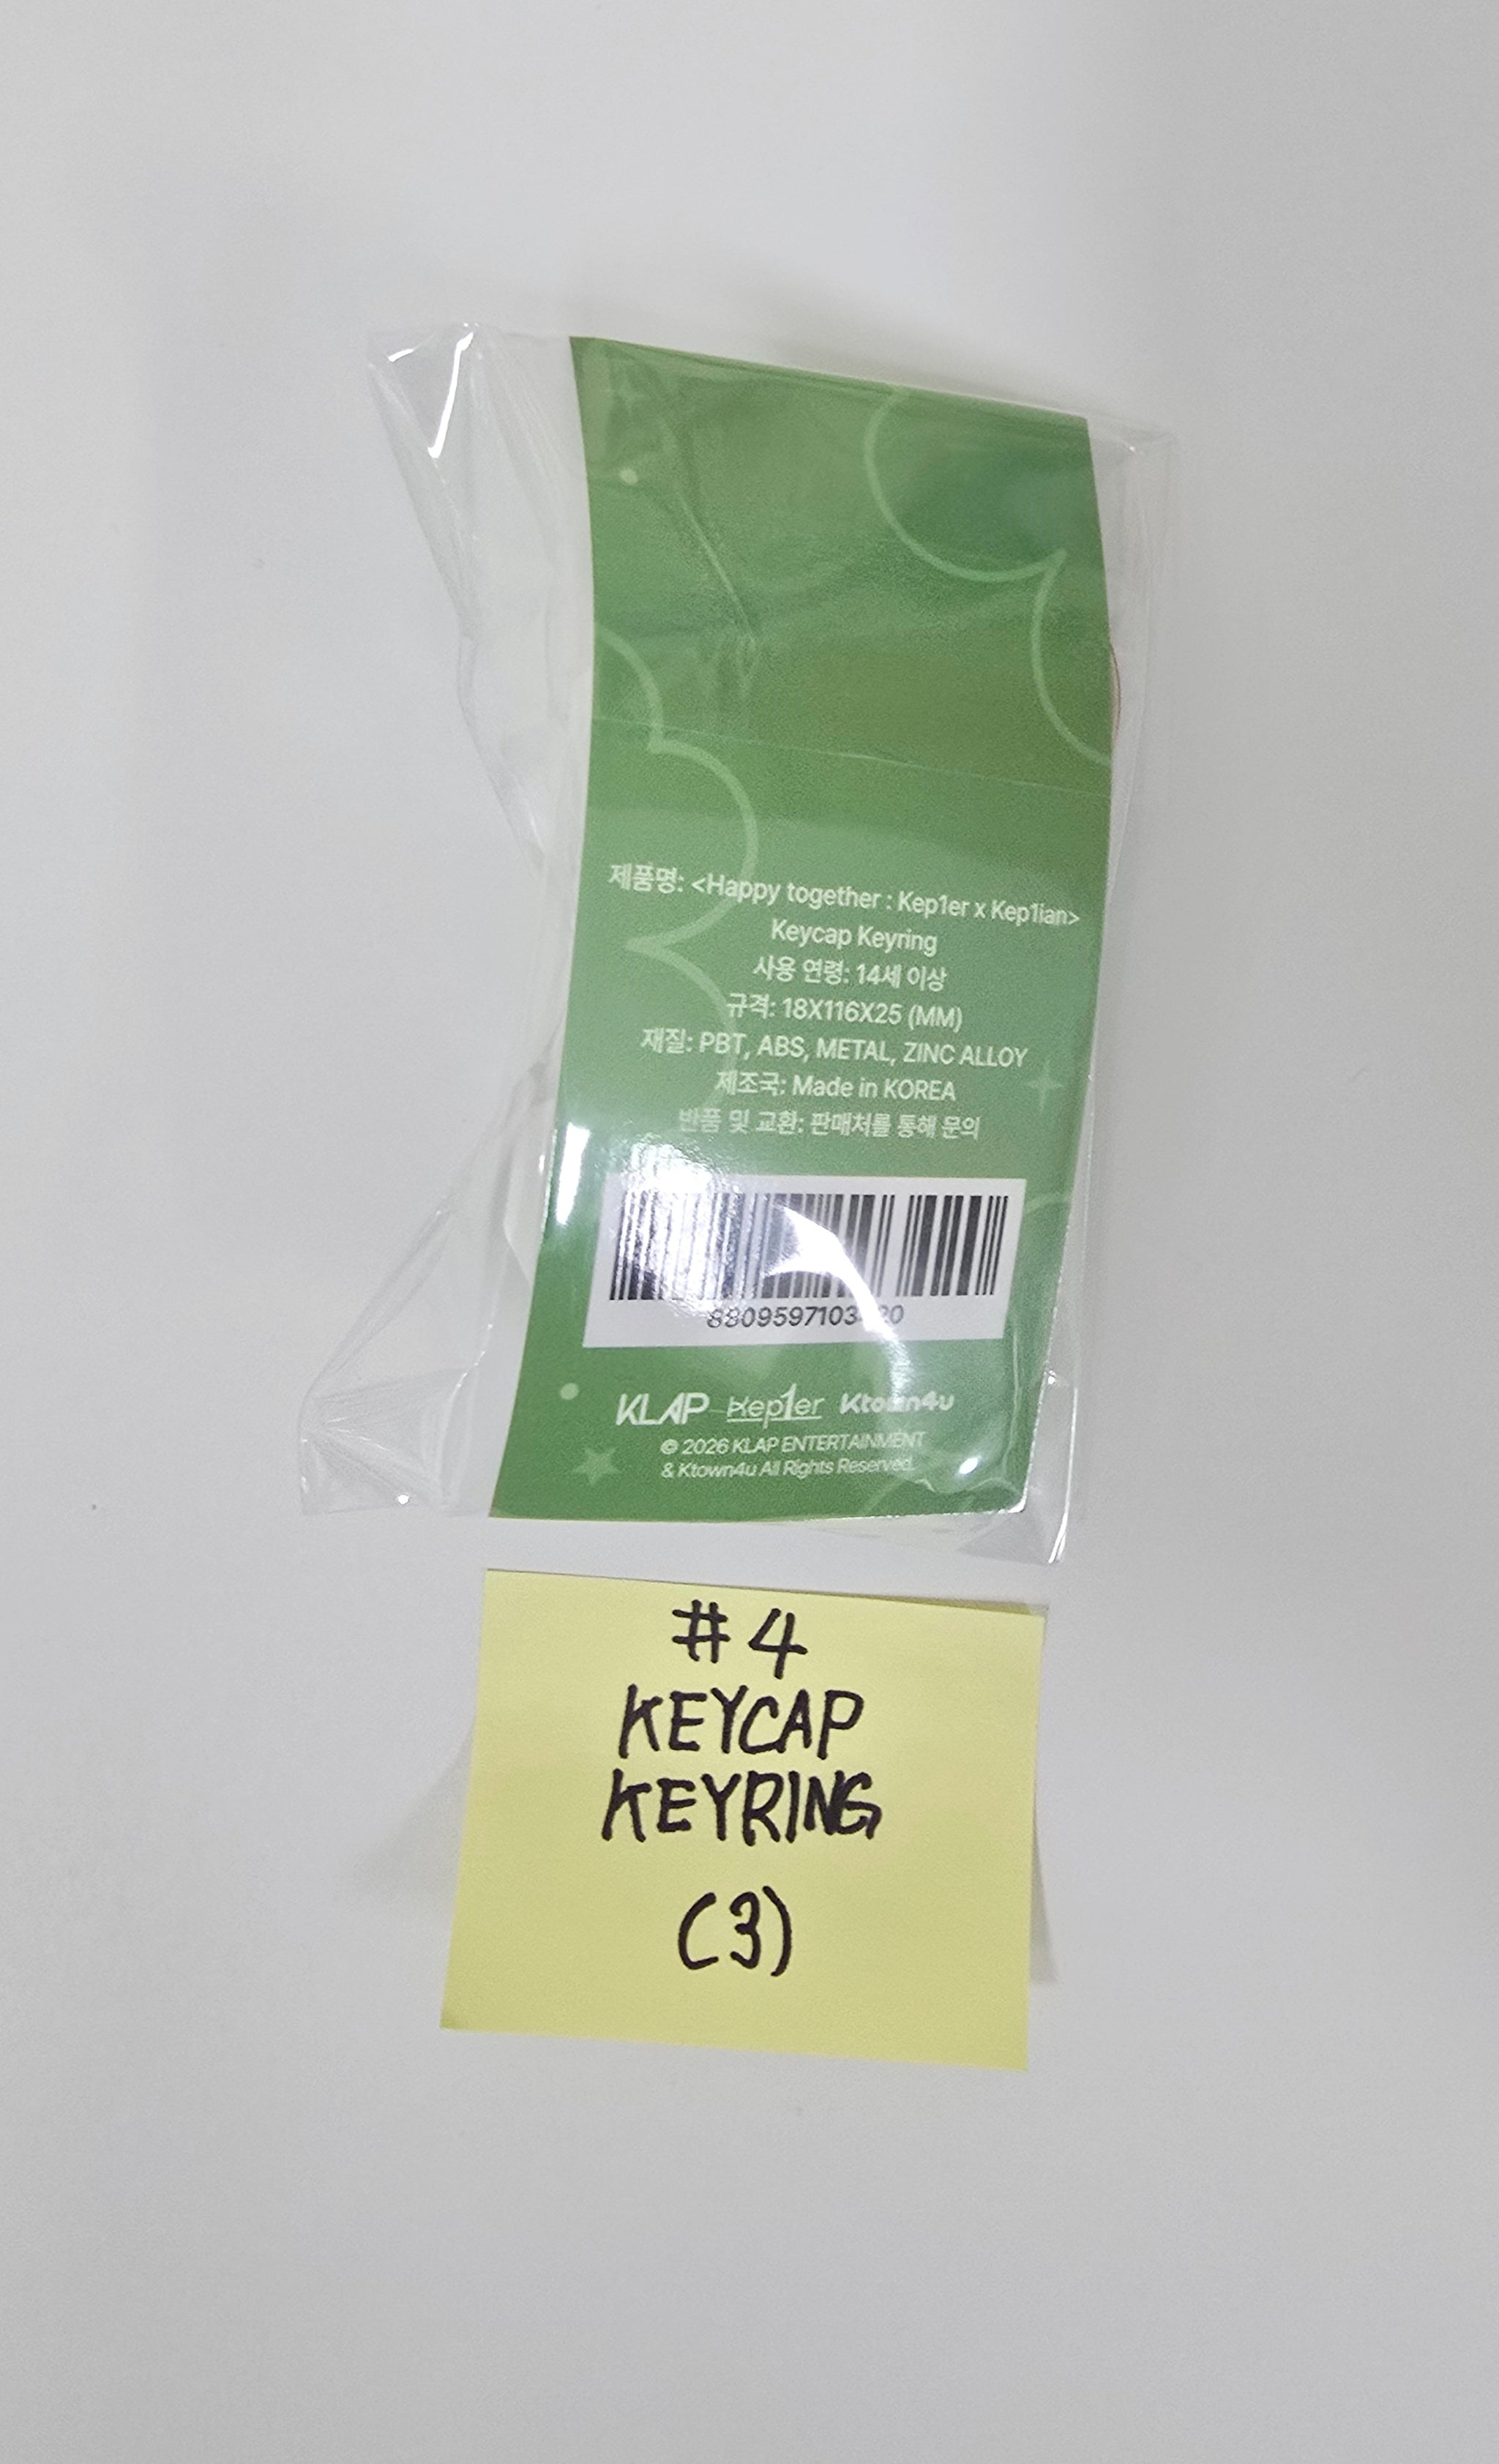 제품명: <Happy together : Kep1er x Kep1ian>
Keycap Keyring
사용 연령: 14세 이상
규격: 18X116X25 (MM)
재질: PBT, ABS, METAL, ZINC ALLOY
제조국: Made in KOREA
반품 및 교환: 판매처를 통해 문의
KLAP Kep1er Ktown4u
© 2026 KLAP ENTERTAINMENT
& Ktown4u All Rights Reserved.
#4
KEYCAP
KEYRING
(3)